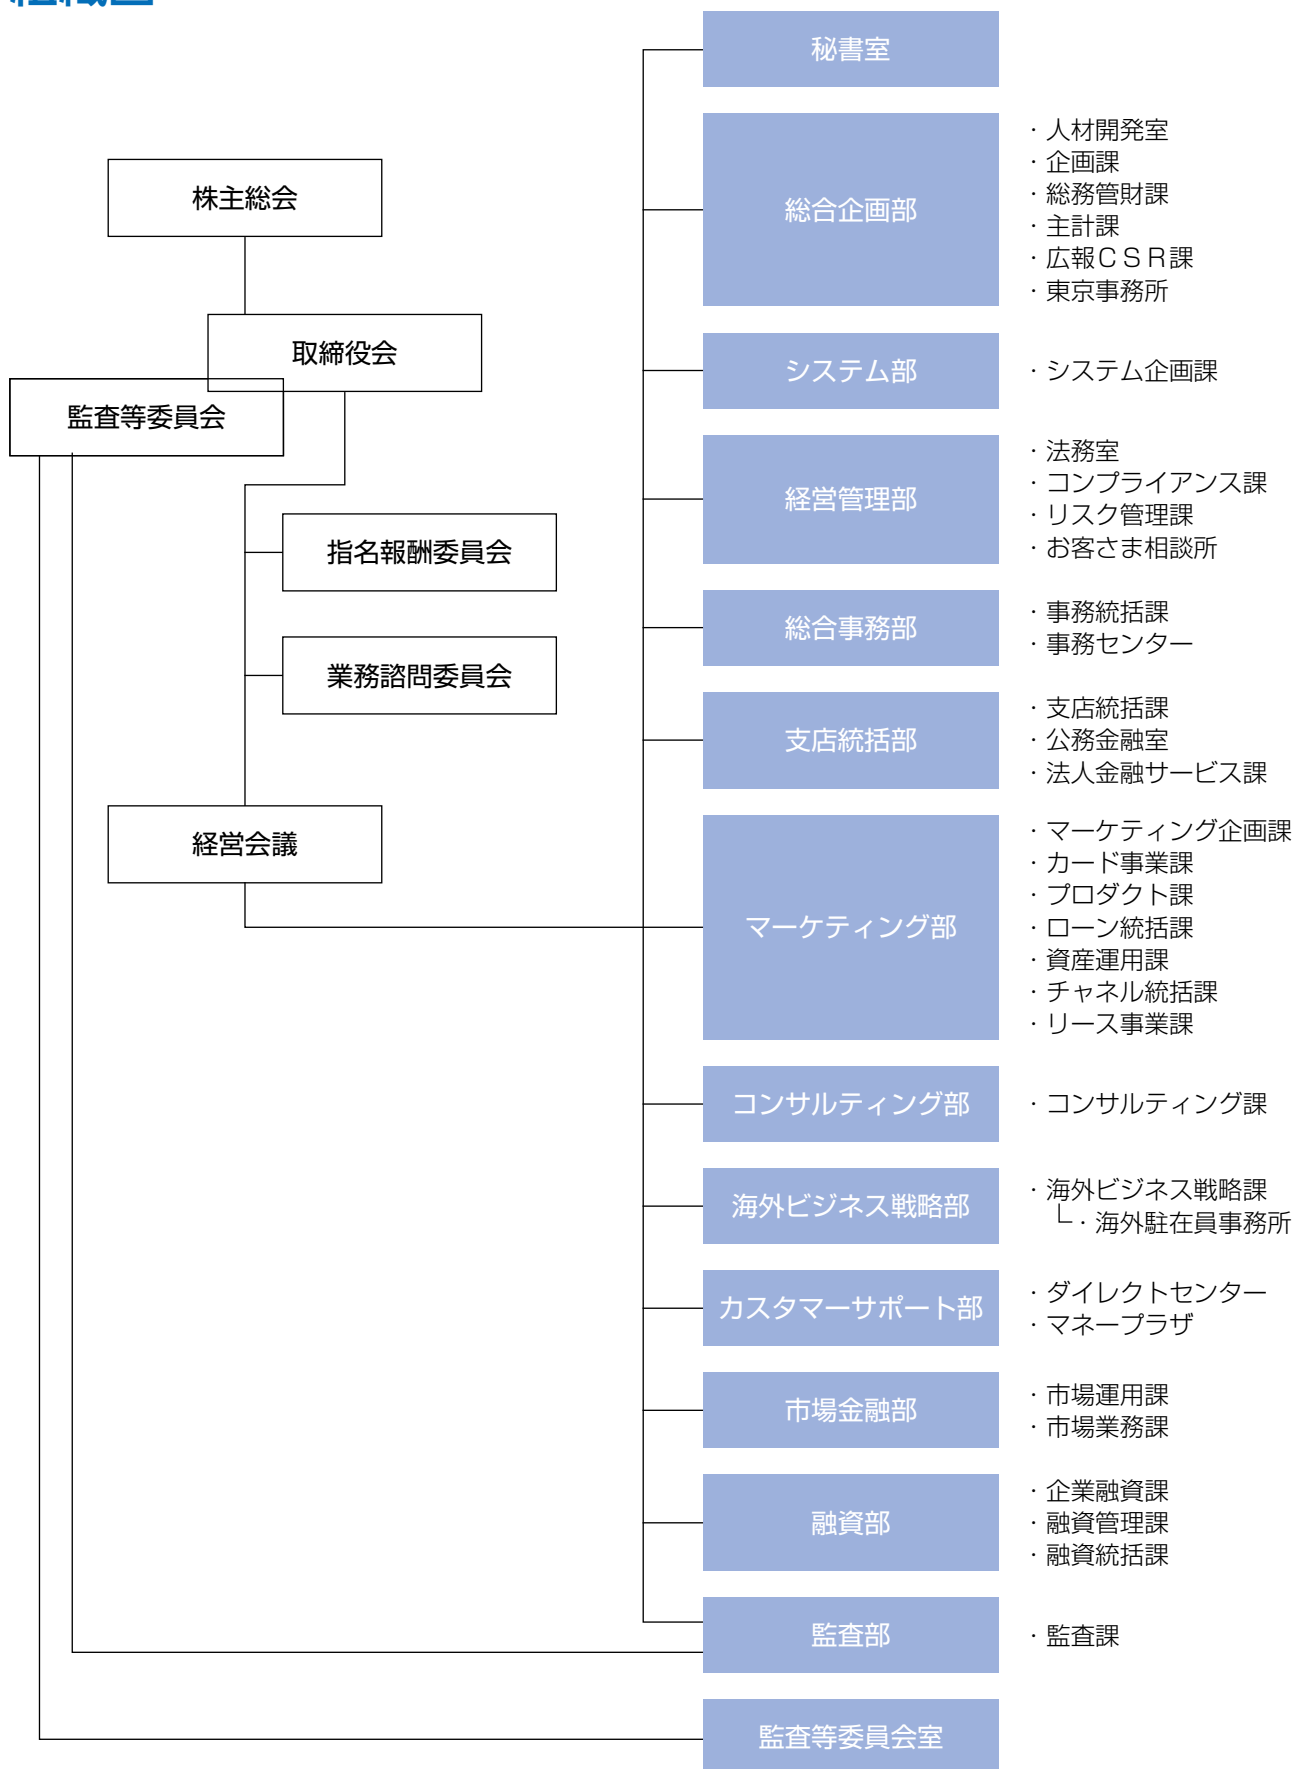 株主総会
取締役会
監査等委員会
指名報酬委員会
業務諮問委員会
経営会議
秘書室
総合企画部
・人材開発室
・企画課
・総務管財課
・主計課
・広報ＣＳＲ課
・東京事務所
システム部
・システム企画課
経営管理部
・法務室
・コンプライアンス課
・リスク管理課
・お客さま相談所
総合事務部
・事務統括課
・事務センター
支店統括部
・支店統括課
・公務金融室
・法人金融サービス課
マーケティング部
・マーケティング企画課
・カード事業課
・プロダクト課
・ローン統括課
・資産運用課
・チャネル統括課
・リース事業課
コンサルティング部
・コンサルティング課
海外ビジネス戦略部
・海外ビジネス戦略課
└・海外駐在員事務所
カスタマーサポート部
・ダイレクトセンター
・マネープラザ
市場金融部
・市場運用課
・市場業務課
融資部
・企業融資課
・融資管理課
・融資統括課
監査部
・監査課
監査等委員会室